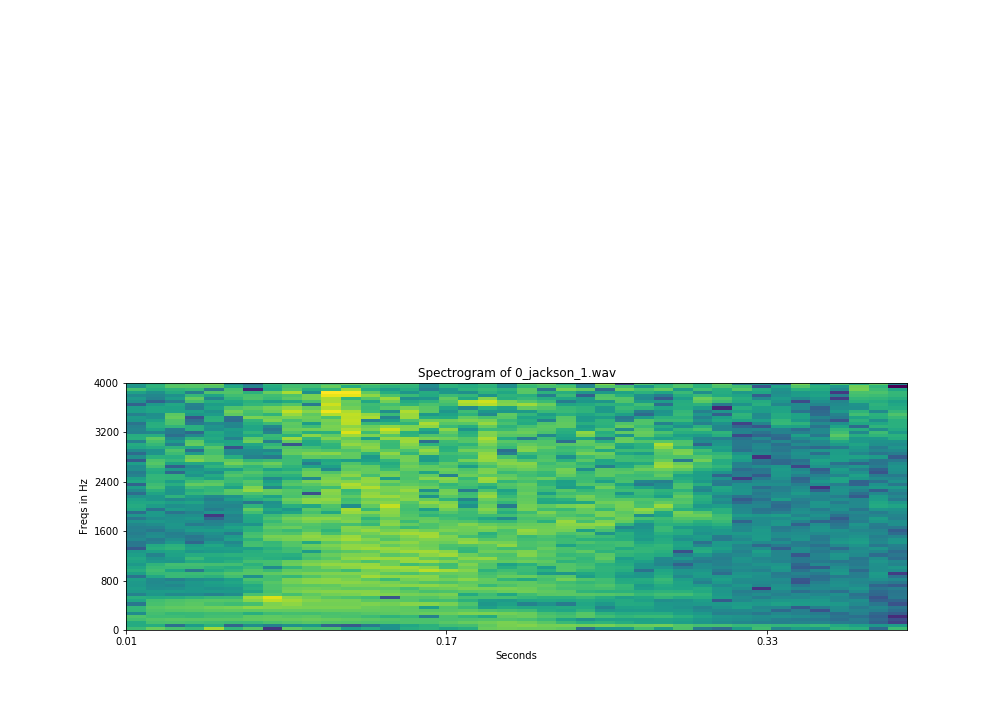 Spectrogram of 0_jackson_1.wav
4000
3200
2400
1600
800
0
Freqs in Hz
0.01 0.17 0.33
Seconds